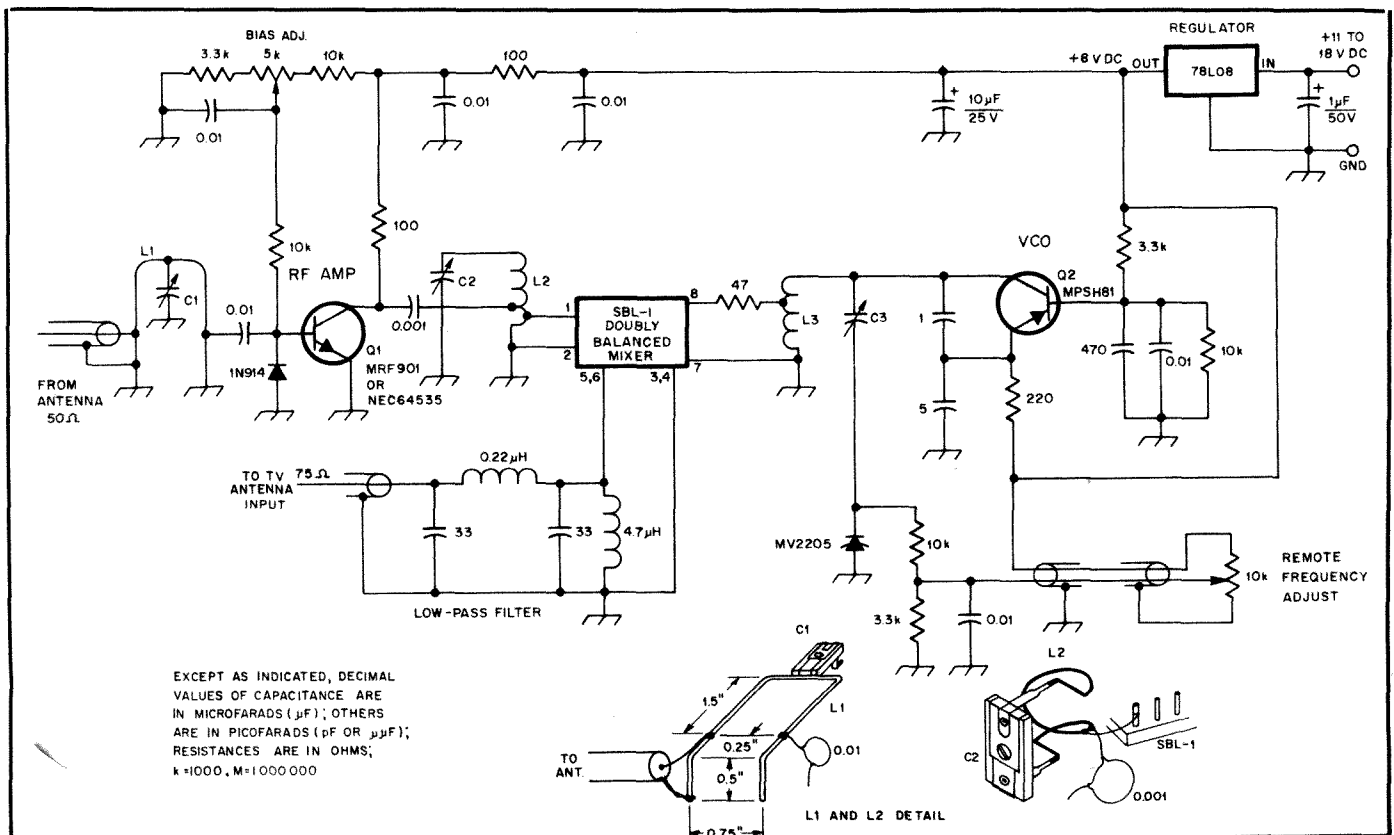 REGULATOR
+11 TO
18 V DC
BIAS ADJ.
3.3k
5k
10k
100
+8 V DC
OUT
78L08
IN
0.01
0.01
0.01
+
10 µF
25 V
+
1µF
50V
GND
L1
C1
10k
RF AMP
100
C2
L2
VCO
3.3k
Q2
MPSH81
0.01
0.001
1
2
SBL-1
DOUBLY
BALANCED
MIXER
5,6
3,4
8
7
47
L3
C3
1
470
0.01
10k
FROM
ANTENNA
50Ω
1N914
Q1
MRF901
OR
NEC64535
5
220
TO TV
ANTENNA
INPUT
75Ω
0.22µH
33
33
4.7µH
LOW-PASS FILTER
MV2205
10k
3.3k
0.01
10k
REMOTE
FREQUENCY
ADJUST
EXCEPT AS INDICATED, DECIMAL
VALUES OF CAPACITANCE ARE
IN MICROFARADS (µF); OTHERS
ARE IN PICOFARADS (pF OR µµF);
RESISTANCES ARE IN OHMS;
k=1000, M=1000000
C1
1.5"
L1
0.25"
0.01
TO
ANT.
0.5"
0.75"
L2
C2
SBL-1
0.001
L1 AND L2 DETAIL